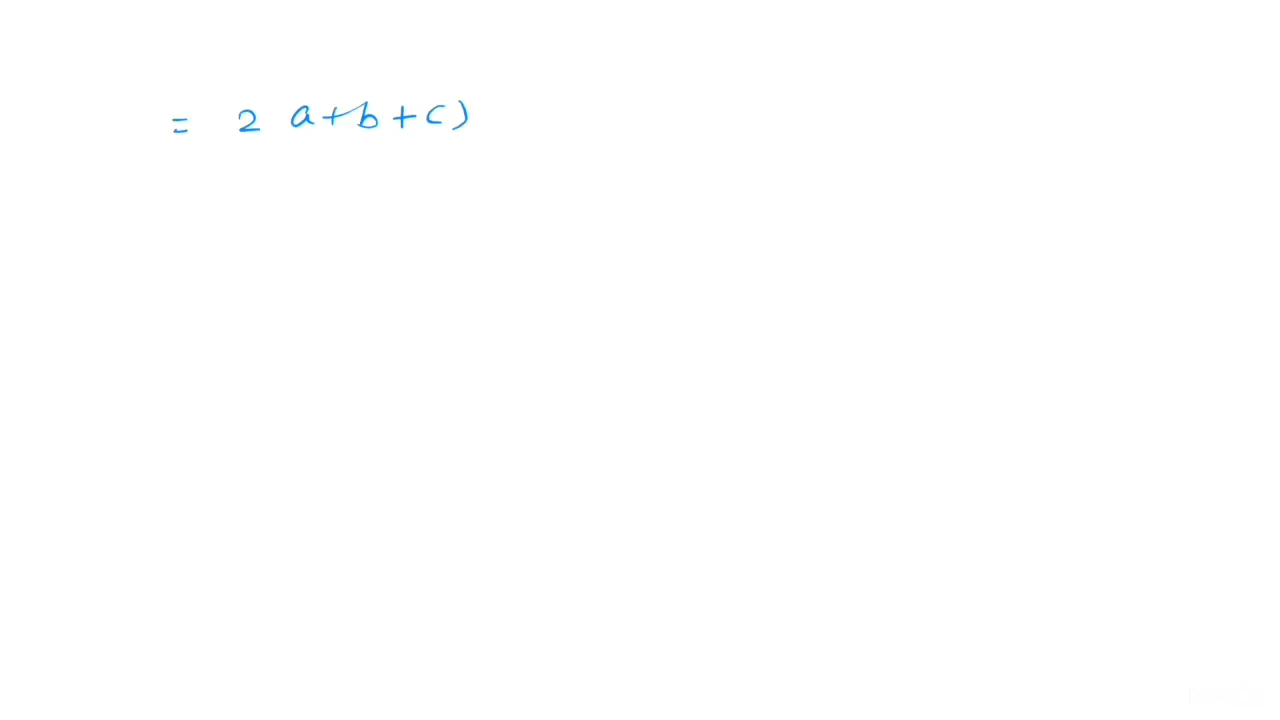 = 2 a+b+c)